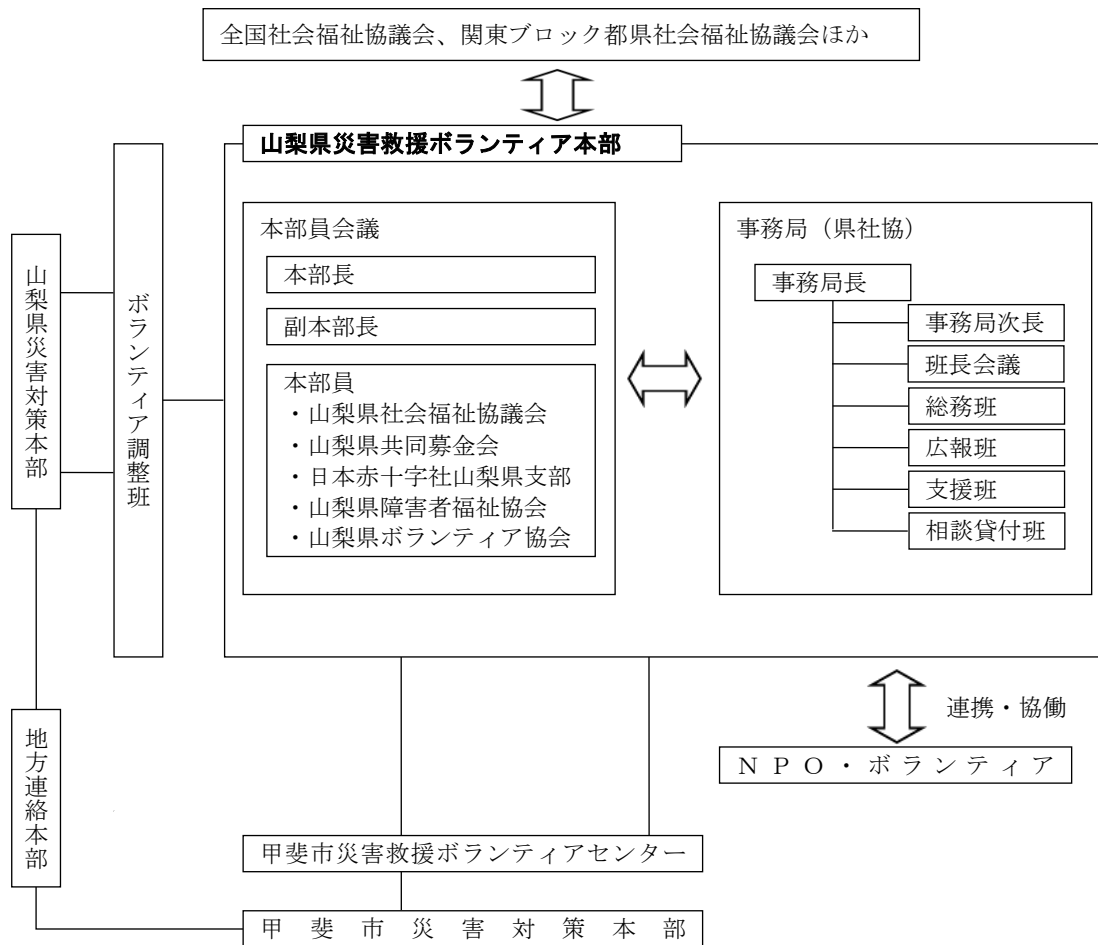 全国社会福祉協議会、関東ブロック都県社会福祉協議会ほか
山梨県災害救援ボランティア本部
山梨県災害対策本部
ボランティア調整班
本部員会議
本部長
副本部長
本部員
・山梨県社会福祉協議会
・山梨県共同募金会
・日本赤十字社山梨県支部
・山梨県障害者福祉協会
・山梨県ボランティア協会
事務局（県社協）
事務局長
事務局次長
班長会議
総務班
広報班
支援班
相談貸付班
連携・協働
ＮＰＯ・ボランティア
地方連絡本部
甲斐市災害救援ボランティアセンター
甲斐市災害対策本部